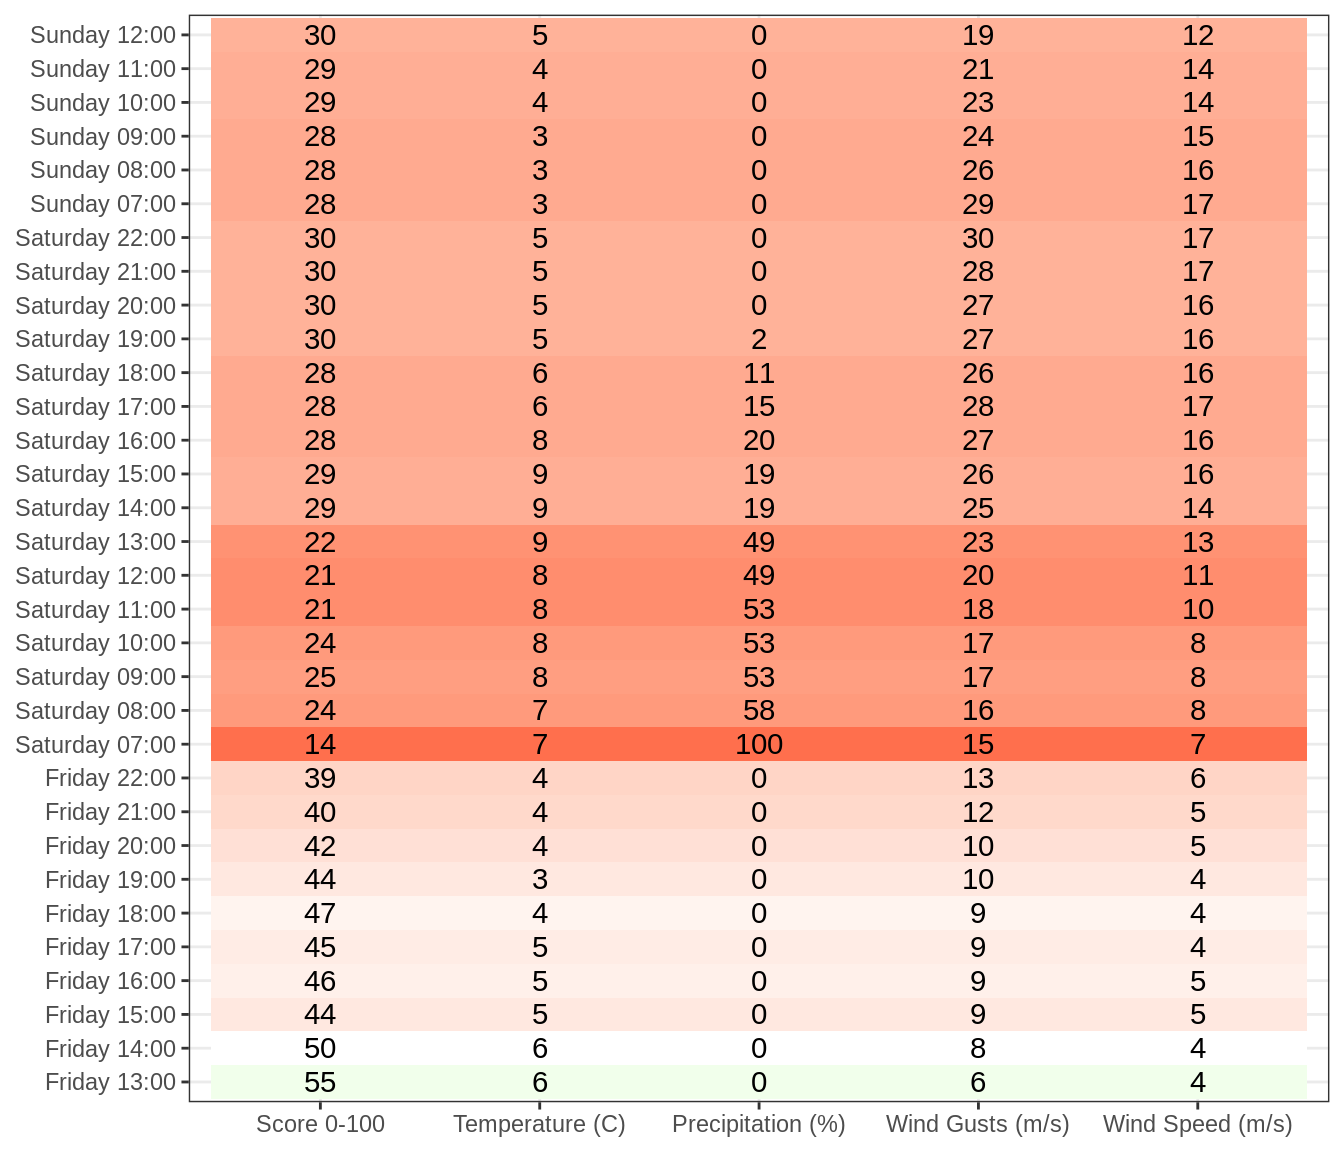 Sunday 12:00 30 5 0 19 12
Sunday 11:00 29 4 0 21 14
Sunday 10:00 29 4 0 23 14
Sunday 09:00 28 3 0 24 15
Sunday 08:00 28 3 0 26 16
Sunday 07:00 28 3 0 29 17
Saturday 22:00 30 5 0 30 17
Saturday 21:00 30 5 0 28 17
Saturday 20:00 30 5 0 27 16
Saturday 19:00 30 5 2 27 16
Saturday 18:00 28 6 11 26 16
Saturday 17:00 28 6 15 28 17
Saturday 16:00 28 8 20 27 16
Saturday 15:00 29 9 19 26 16
Saturday 14:00 29 9 19 25 14
Saturday 13:00 22 9 49 23 13
Saturday 12:00 21 8 49 20 11
Saturday 11:00 21 8 53 18 10
Saturday 10:00 24 8 53 17 8
Saturday 09:00 25 8 53 17 8
Saturday 08:00 24 7 58 16 8
Saturday 07:00 14 7 100 15 7
Friday 22:00 39 4 0 13 6
Friday 21:00 40 4 0 12 5
Friday 20:00 42 4 0 10 5
Friday 19:00 44 3 0 10 4
Friday 18:00 47 4 0 9 4
Friday 17:00 45 5 0 9 4
Friday 16:00 46 5 0 9 5
Friday 15:00 44 5 0 9 5
Friday 14:00 50 6 0 8 4
Friday 13:00 55 6 0 6 4
Score 0-100 Temperature (C) Precipitation (%) Wind Gusts (m/s) Wind Speed (m/s)